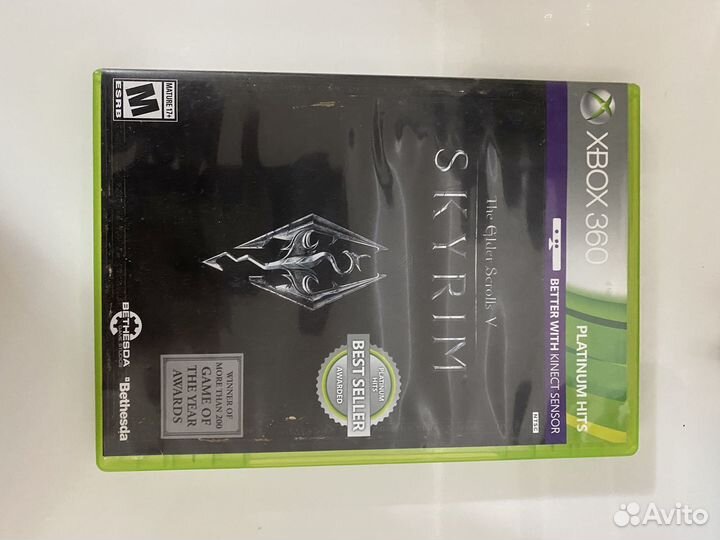 XBOX 360
PLATINUM HITS
BETTER WITH KINECT SENSOR
NTSC
The Elder Scrolls V
SKYRIM
PLATINUM
HITS
BEST SELLER
AWARDED
WINNER OF
MORE THAN 200
GAME OF
THE YEAR
AWARDS
MATURE 17+
M
ESRB
BETHESDA
Bethesda
Avito